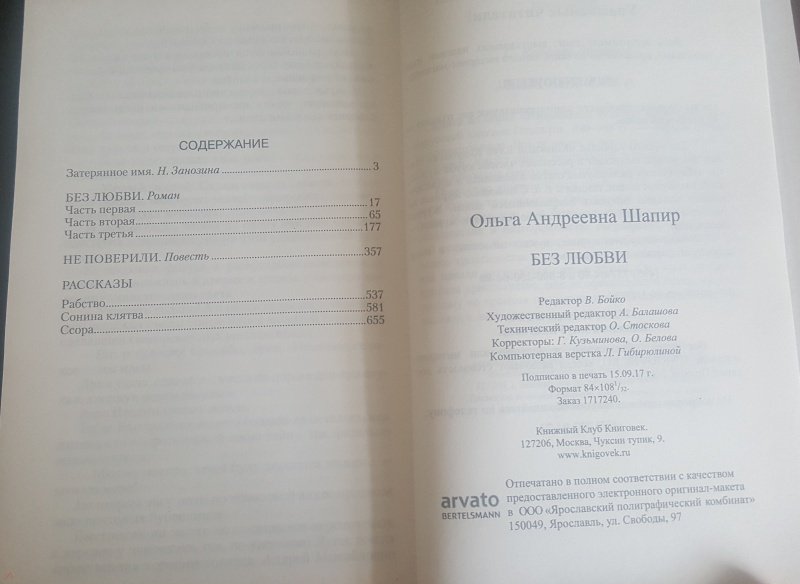 СОДЕРЖАНИЕ
Затерянное имя. Н. Занозина ........ 3
БЕЗ ЛЮБВИ. Роман
Часть первая ........ 17
Часть вторая ........ 65
Часть третья ........ 177
НЕ ПОВЕРИЛИ. Повесть ........ 357
РАССКАЗЫ
Рабство ........ 537
Сонина клятва ........ 581
Ссора ........ 655
Ольга Андреевна Шапир
БЕЗ ЛЮБВИ
Редактор В. Бойко
Художественный редактор А. Балашова
Технический редактор О. Стоскова
Корректоры: Г. Кузьминова, О. Белова
Компьютерная верстка Л. Гибирюлиной
Подписано в печать 15.09.17 г.
Формат 84×108 1/32.
Заказ 1717240.
Книжный Клуб Книговек.
127206, Москва, Чуксин тупик, 9.
www.knigovek.ru
arvato
BERTELSMANN
Отпечатано в полном соответствии с качеством
предоставленного электронного оригинал-макета
в ООО «Ярославский полиграфический комбинат»
150049, Ярославль, ул. Свободы, 97